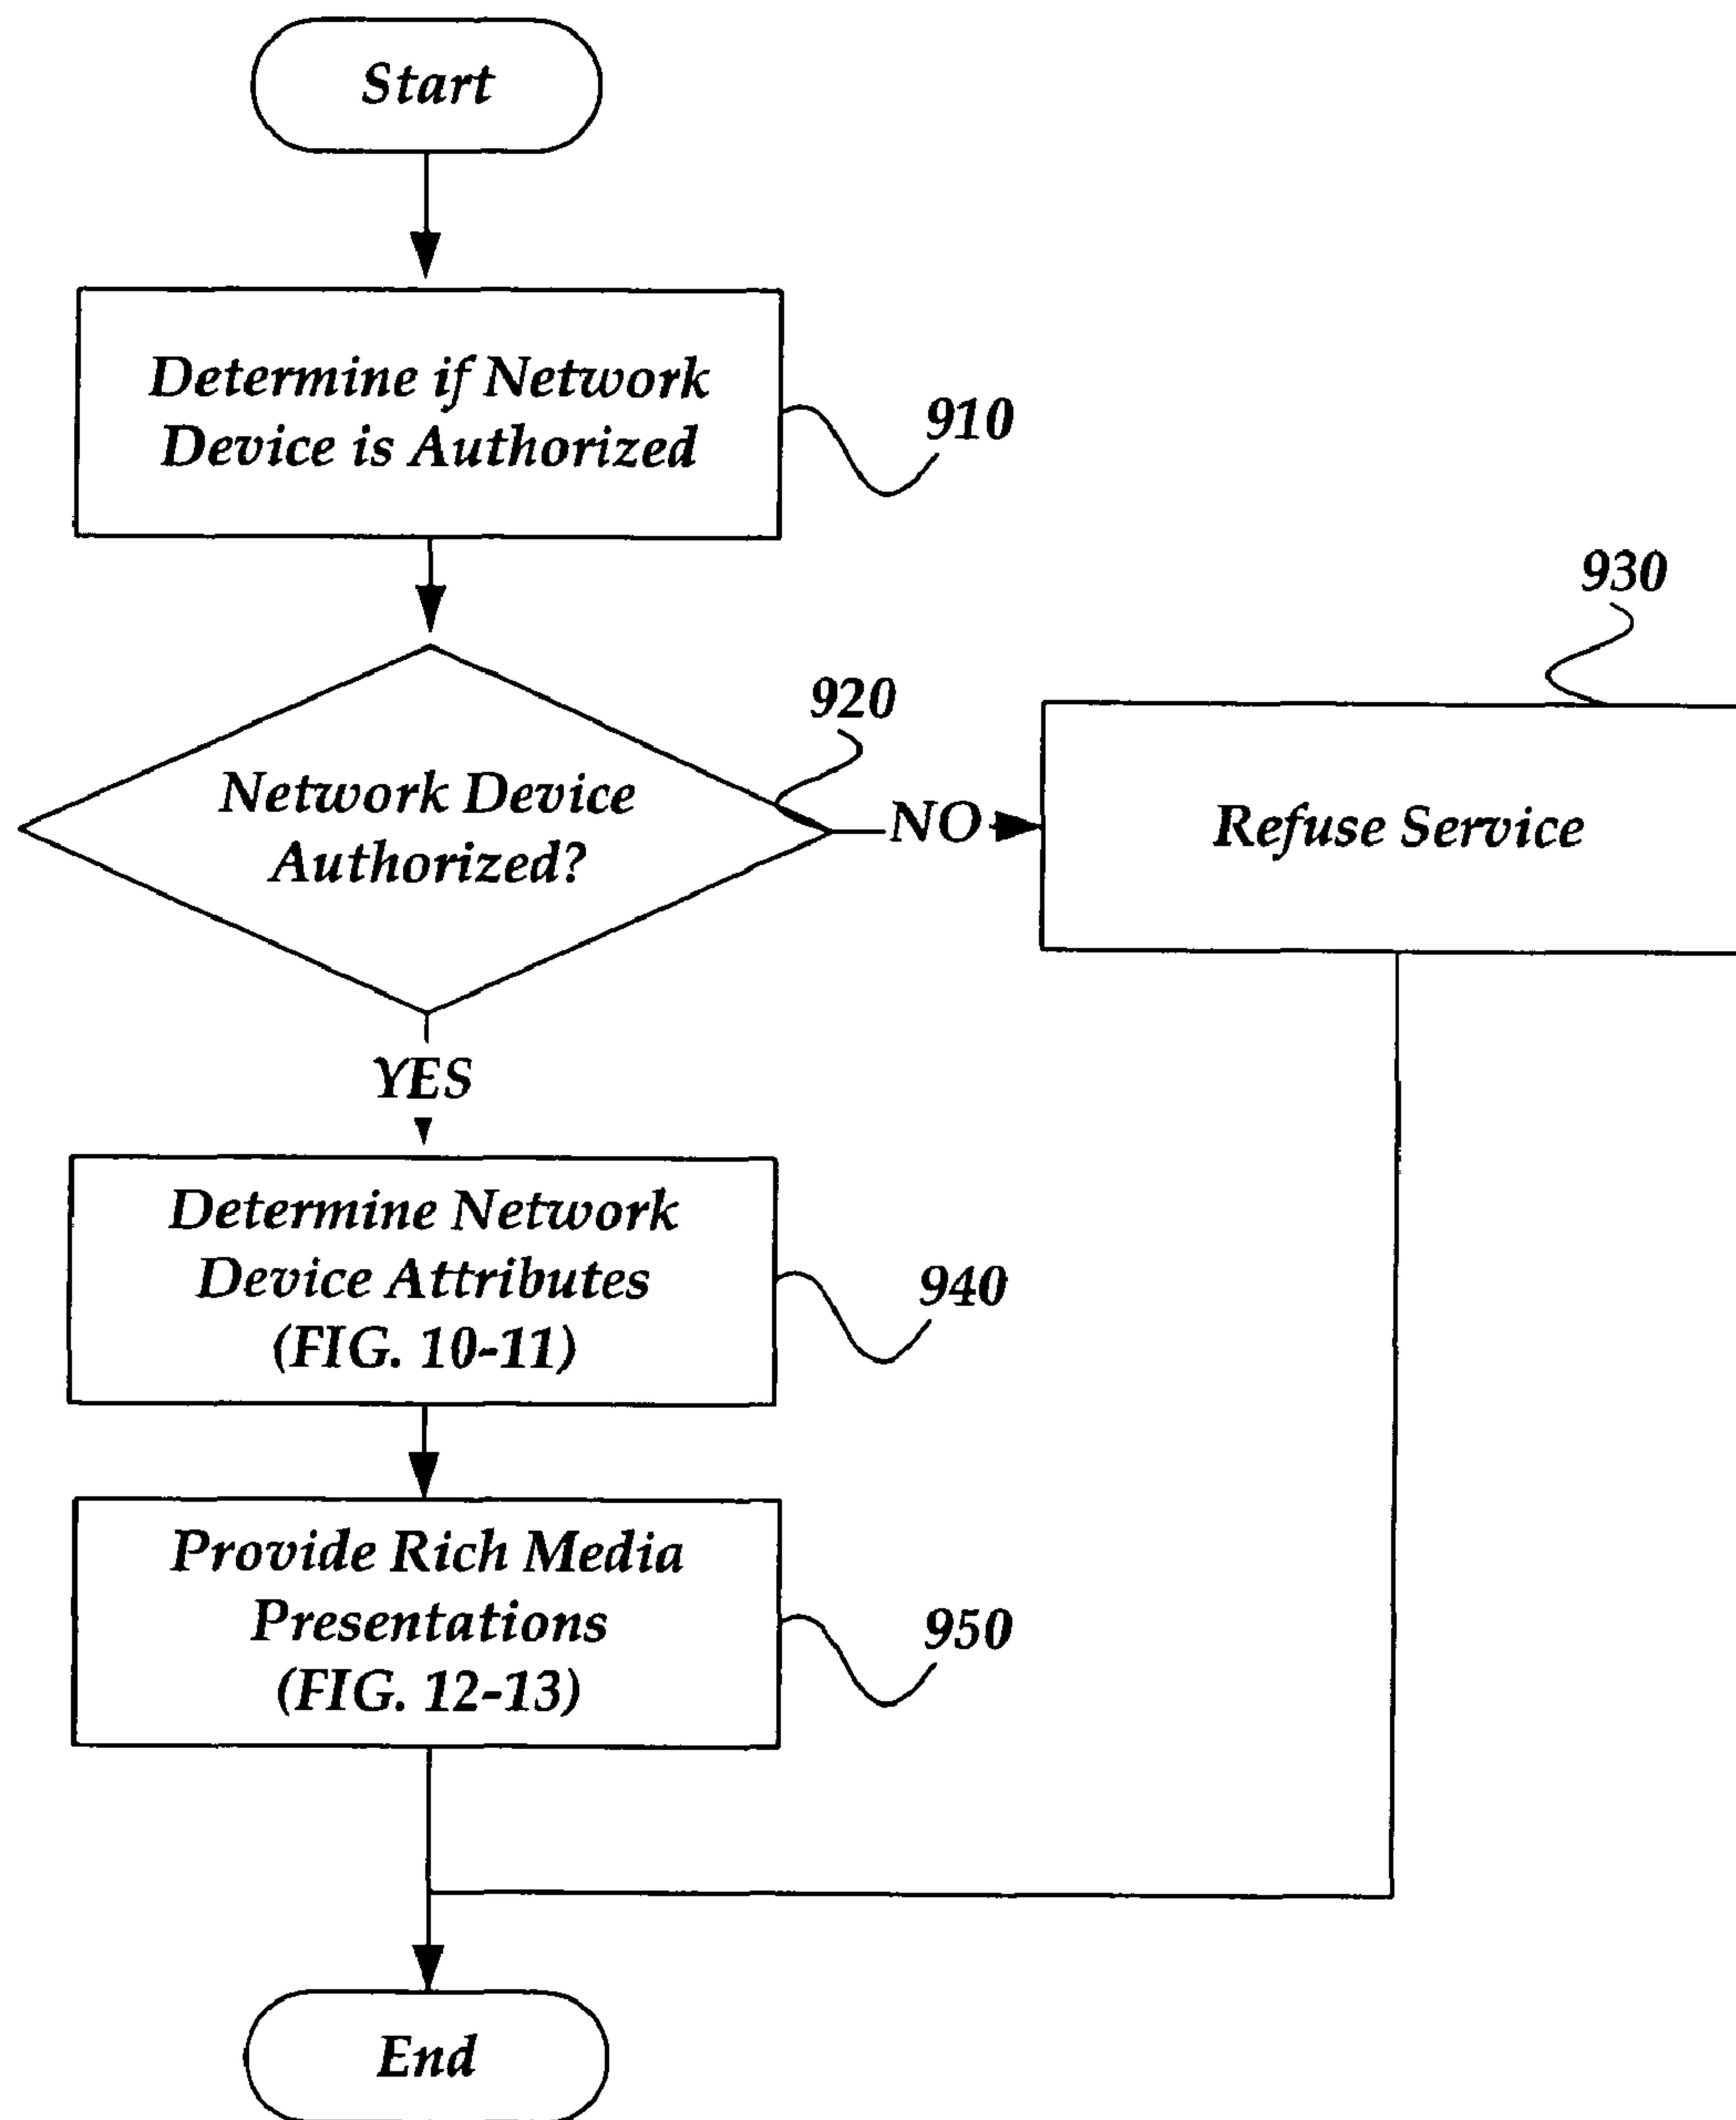 Start
Determine if Network
Device is Authorized
910
930
920
Network Device
Authorized?
NO
Refuse Service
YES
Determine Network
Device Attributes
(FIG. 10-11)
940
Provide Rich Media
Presentations
(FIG. 12-13)
950
End